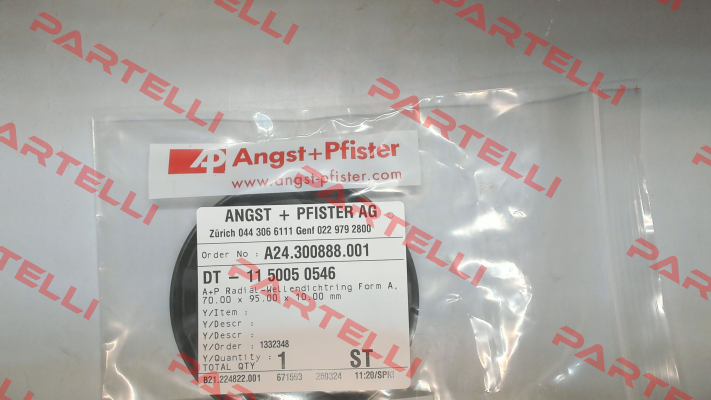 PARTELLI
PARTELLI
PARTELLI
PARTELLI
PARTELLI
PARTELLI
PARTELLI
PARTELLI
Angst+Pfister
www.angst-pfister.com
ANGST + PFISTER AG
Zürich 044 306 6111 Genf 022 979 2800
Order No : A24.300888.001
DT - 11 5005 0546
A+P Radial-Wellendichtring Form A,
70.00 x 95.00 x 10.00 mm
Y/Item :
Y/Descr :
Y/Descr :
Y/Order : 1332348
Y/Quantity : 1 ST
TOTAL QTY
821.224822.001 671593 260324 11:20/SPNI